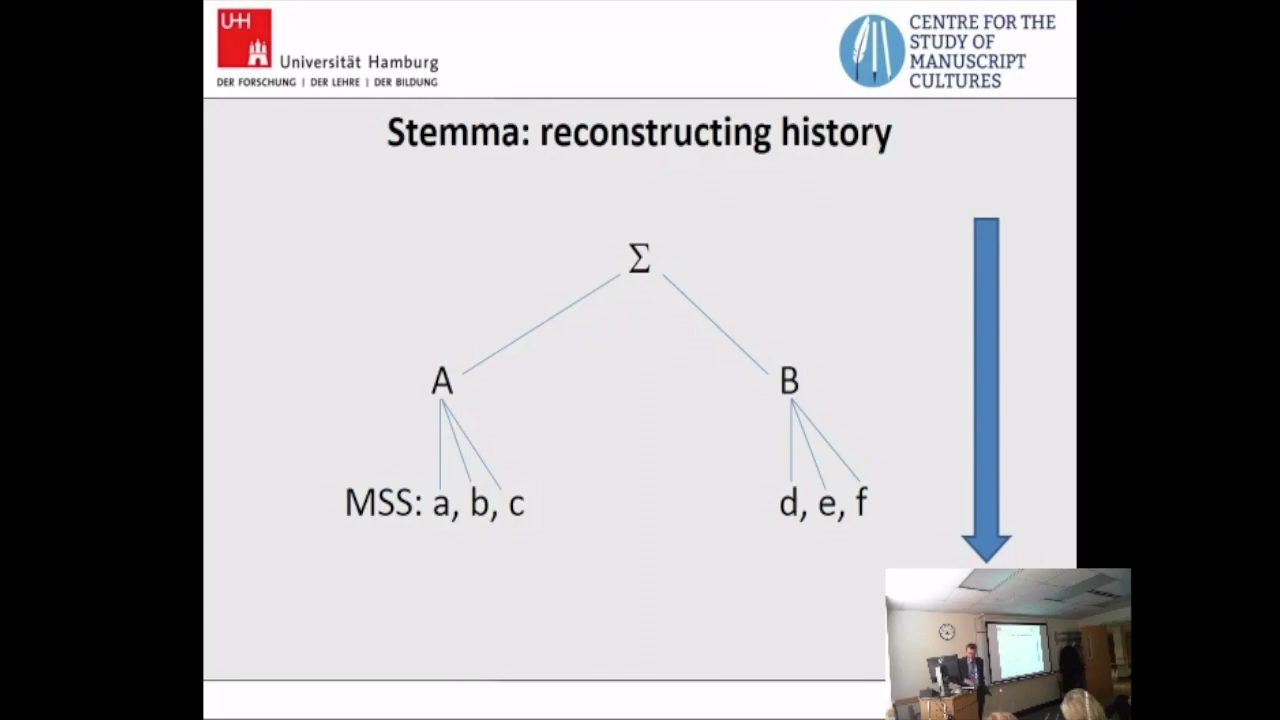 UH
Universität Hamburg
DER FORSCHUNG | DER LEHRE | DER BILDUNG
CENTRE FOR THE
STUDY OF
MANUSCRIPT
CULTURES
Stemma: reconstructing history
Σ
A B
MSS: a, b, c d, e, f